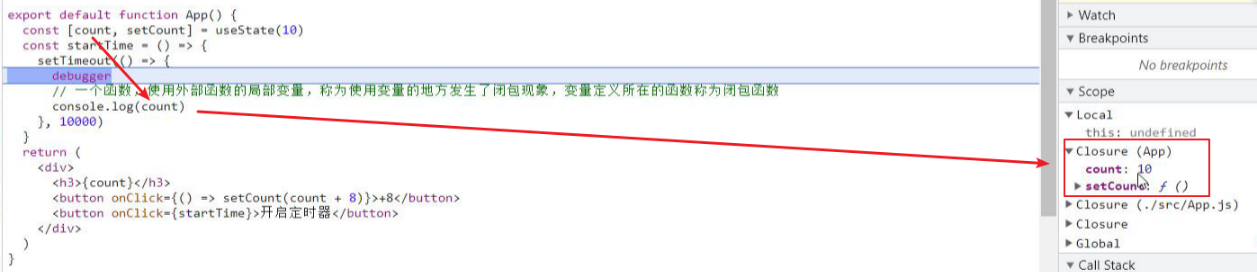 export default function App() {
const [count, setCount] = useState(10)
const startTime = () => {
setTimeout(() => {
debugger
// 一个函数，使用外部函数的局部变量，称为使用变量的地方发生了闭包现象，变量定义所在的函数称为闭包函数
console.log(count)
}, 10000)
}
return (
<div>
<h3>{count}</h3>
<button onClick={() => setCount(count + 8)}>+8</button>
<button onClick={startTime}>开启定时器</button>
</div>
)
}
Watch
Breakpoints
No breakpoints
Scope
Local
this: undefined
Closure (App)
count: 10
setCount: ƒ ()
Closure (./src/App.js)
Closure
Global
Call Stack